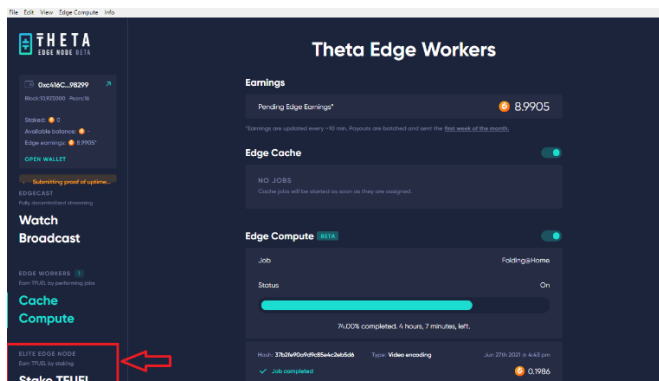 File Edit View Edge Compute Info
THETA
EDGE NODE BETA
0xc416C...98299
Block:10,923,000 Peers:16
Staked: 0
Available balance: -
Edge earnings: 8.9905*
OPEN WALLET
Submitting proof of uptime...
EDGECAST
Fully decentralized streaming
Watch
Broadcast
EDGE WORKERS 1
Earn TFUEL by performing jobs
Cache
Compute
ELITE EDGE NODE
Earn TFUEL by staking
Stake TFUEL
Theta Edge Workers
Earnings
Pending Edge Earnings*
8.9905
*Earnings are updated every ~10 min. Payouts are batched and sent the first week of the month.
Edge Cache
NO JOBS
Cache jobs will be started as soon as they are assigned.
Edge Compute BETA
Job Folding@Home
Status On
74.00% completed. 4 hours, 7 minutes, left.
Hash: Type: Video encoding Jun 27th 2021 @ 4:43 pm
Job completed 0.1986